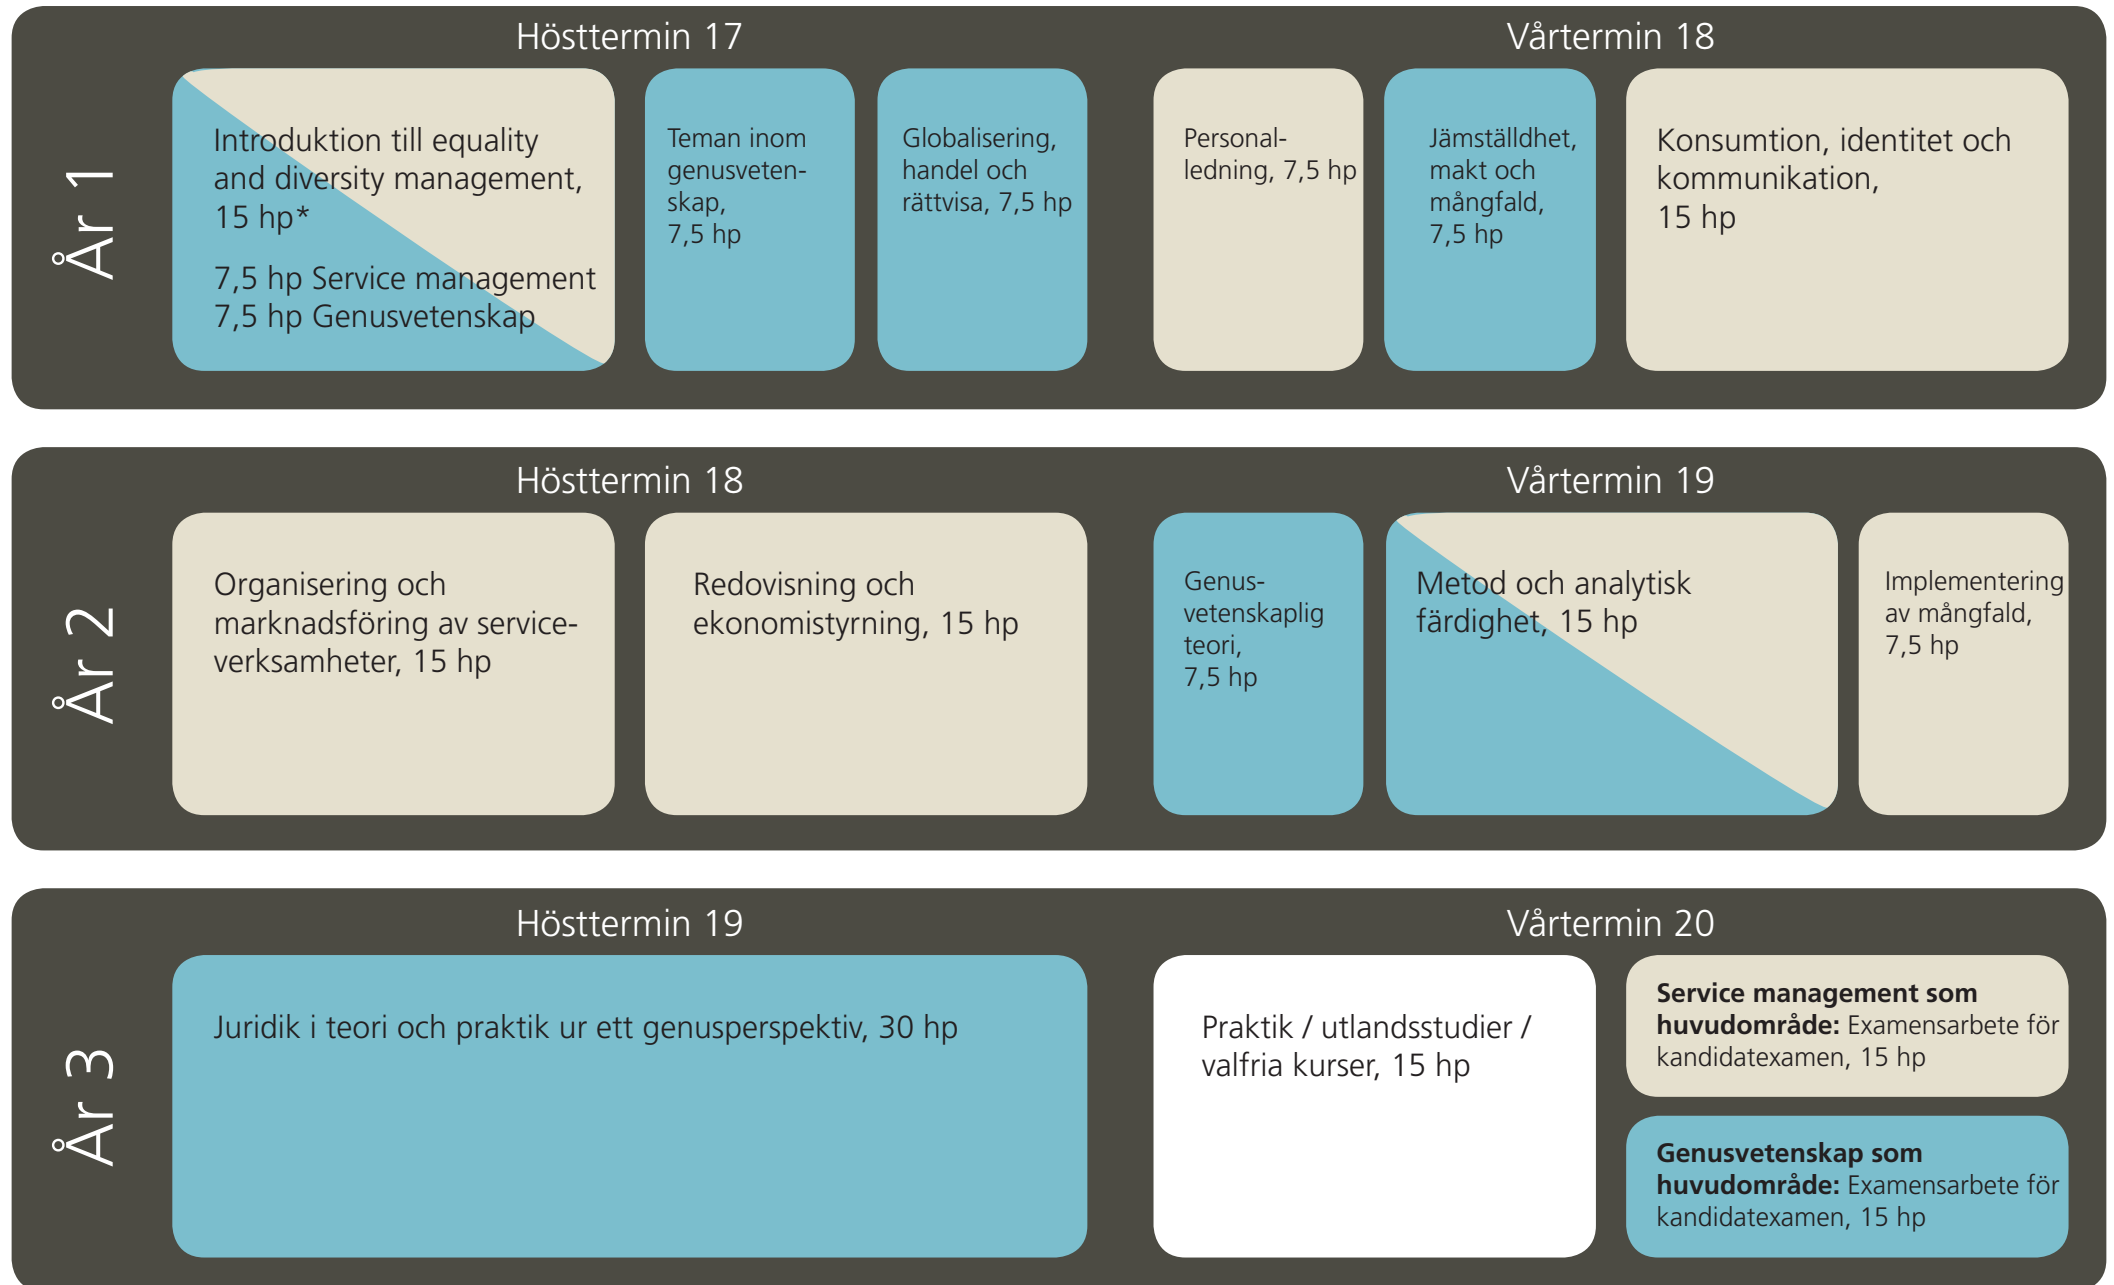 År 1
Hösttermin 17
Introduktion till equality
and diversity management,
15 hp*
7,5 hp Service management
7,5 hp Genusvetenskap
Teman inom
genusveten-
skap,
7,5 hp
Globalisering,
handel och
rättvisa, 7,5 hp
Vårtermin 18
Personal-
ledning, 7,5 hp
Jämställdhet,
makt och
mångfald,
7,5 hp
Konsumtion, identitet och
kommunikation,
15 hp
År 2
Hösttermin 18
Organisering och
marknadsföring av service-
verksamheter, 15 hp
Redovisning och
ekonomistyrning, 15 hp
Vårtermin 19
Genus-
vetenskaplig
teori,
7,5 hp
Metod och analytisk
färdighet, 15 hp
Implementering
av mångfald,
7,5 hp
År 3
Hösttermin 19
Juridik i teori och praktik ur ett genusperspektiv, 30 hp
Vårtermin 20
Praktik / utlandsstudier /
valfria kurser, 15 hp
Service management som
huvudområde: Examensarbete för
kandidatexamen, 15 hp
Genusvetenskap som
huvudområde: Examensarbete för
kandidatexamen, 15 hp